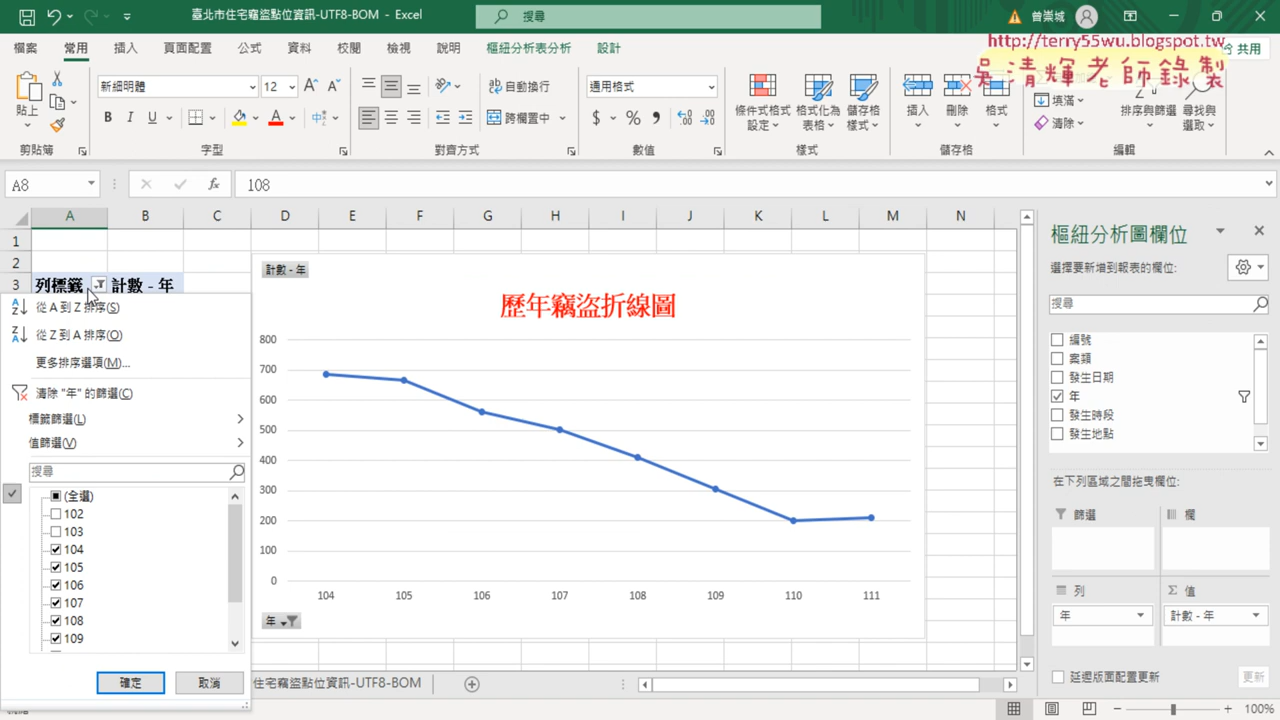 臺北市住宅竊盜點位資訊-UTF8-BOM - Excel
搜尋
曾崇城
檔案 常用 插入 頁面配置 公式 資料 校閱 檢視 說明 樞紐分析表分析 設計
共用
http://terry55wu.blogspot.tw
吳清輝老師錄製
貼上
新細明體 12
B I U A
自動換行
跨欄置中
通用格式
$ %
條件式格式設定
格式化為表格
儲存格樣式
插入 刪除 格式
填滿
清除
排序與篩選
尋找與選取
剪貼簿 字型 對齊方式 數值 樣式 儲存格 編輯
A8
fx
108
A B C D E F G H I J K L M N
1
2
3
列標籤 計數 - 年
從 A 到 Z 排序(S)
從 Z 到 A 排序(O)
更多排序選項(M)...
清除 "年" 的篩選(C)
標籤篩選(L)
值篩選(V)
搜尋
(全選)
102
103
104
105
106
107
108
109
確定 取消
計數 - 年
歷年竊盜折線圖
800
700
600
500
400
300
200
100
0
104 105 106 107 108 109 110 111
年
樞紐分析圖欄位
選擇要新增到報表的欄位:
搜尋
編號
案類
發生日期
年
發生時段
發生地點
在下列區域之間拖曳欄位:
篩選 欄
列 Σ 值
年 計數 - 年
延遲版面配置更新 更新
住宅竊盜點位資訊-UTF8-BOM
100%